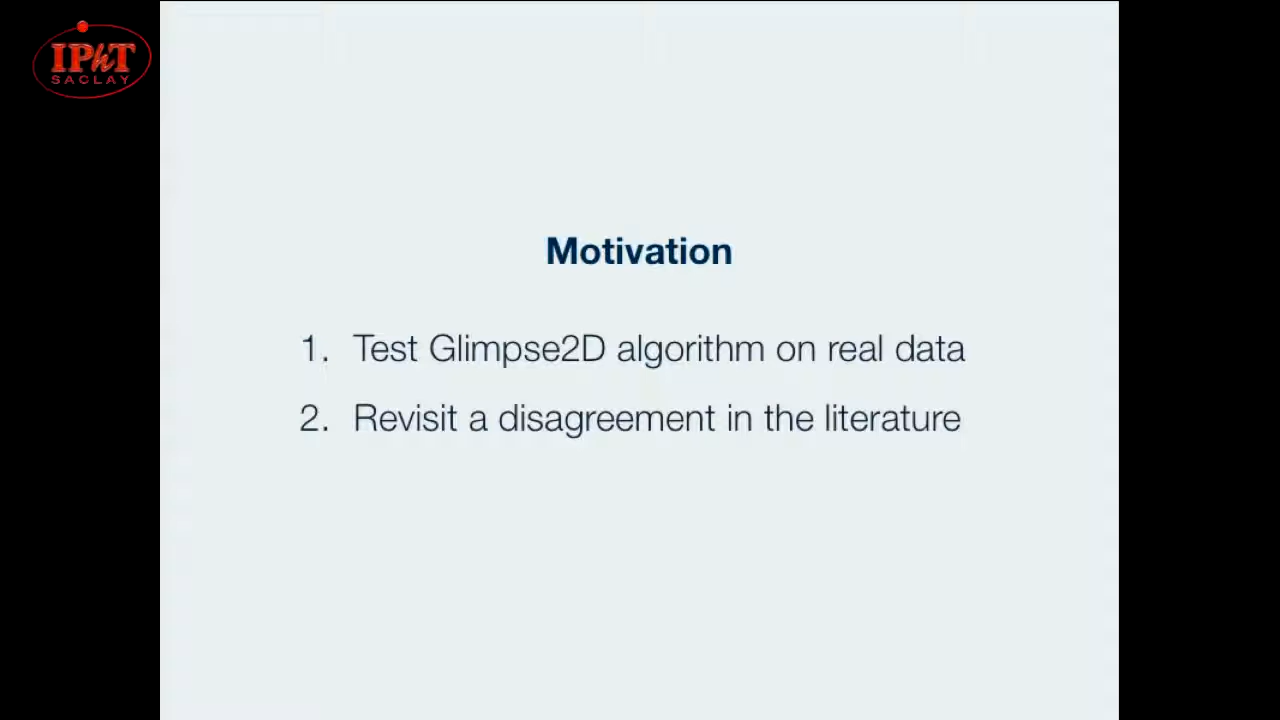 IPhT
SACLAY
Motivation
1. Test Glimpse2D algorithm on real data
2. Revisit a disagreement in the literature